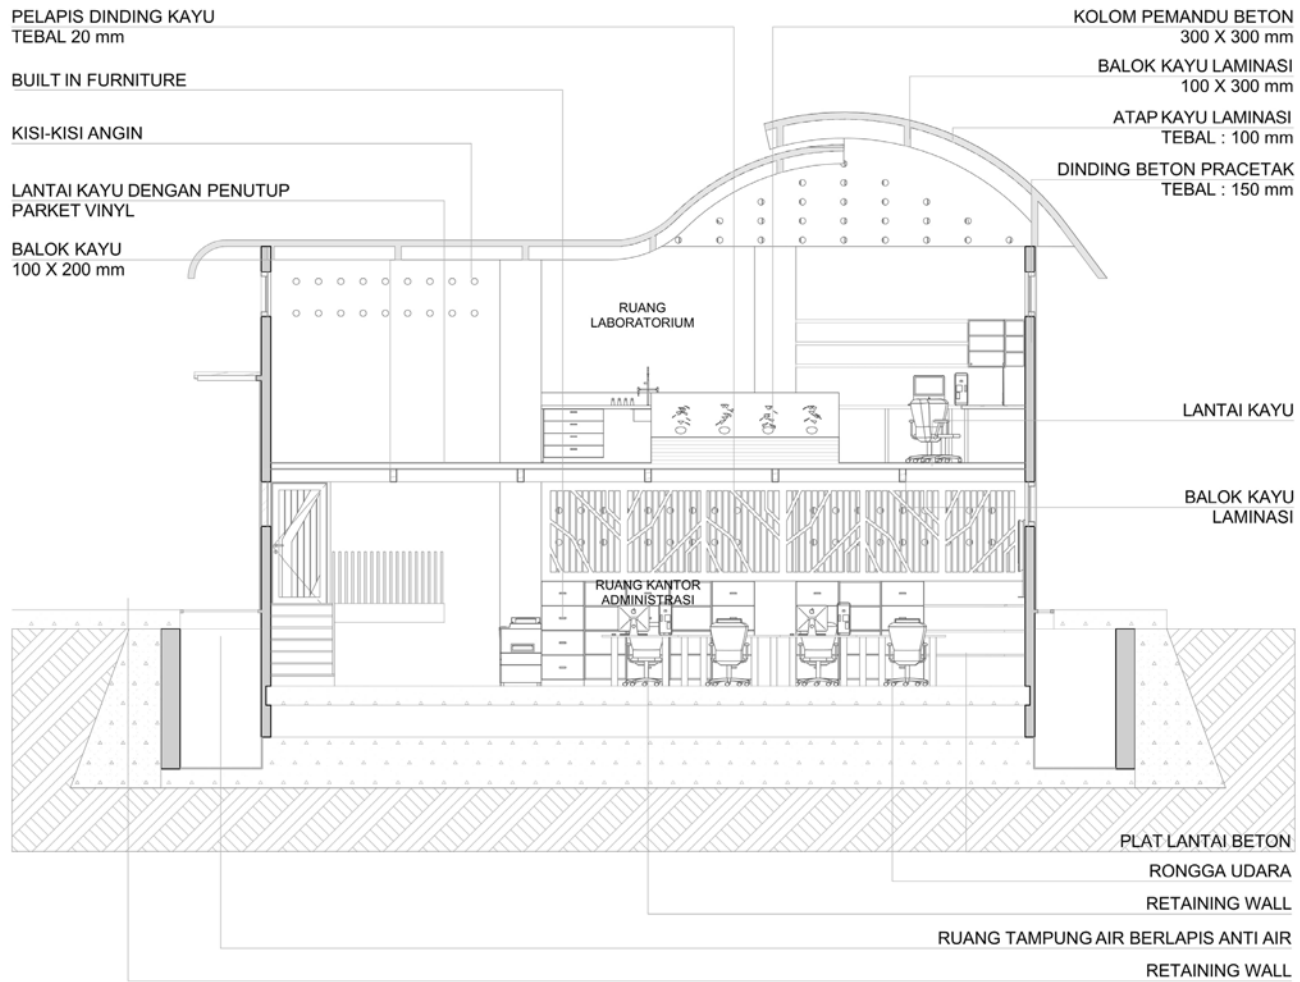 PELAPIS DINDING KAYU
TEBAL 20 mm
BUILT IN FURNITURE
KISI-KISI ANGIN
LANTAI KAYU DENGAN PENUTUP
PARKET VINYL
BALOK KAYU
100 X 200 mm
KOLOM PEMANDU BETON
300 X 300 mm
BALOK KAYU LAMINASI
100 X 300 mm
ATAP KAYU LAMINASI
TEBAL : 100 mm
DINDING BETON PRACETAK
TEBAL : 150 mm
RUANG
LABORATORIUM
LANTAI KAYU
BALOK KAYU
LAMINASI
RUANG KANTOR
ADMINISTRASI
PLAT LANTAI BETON
RONGGA UDARA
RETAINING WALL
RUANG TAMPUNG AIR BERLAPIS ANTI AIR
RETAINING WALL